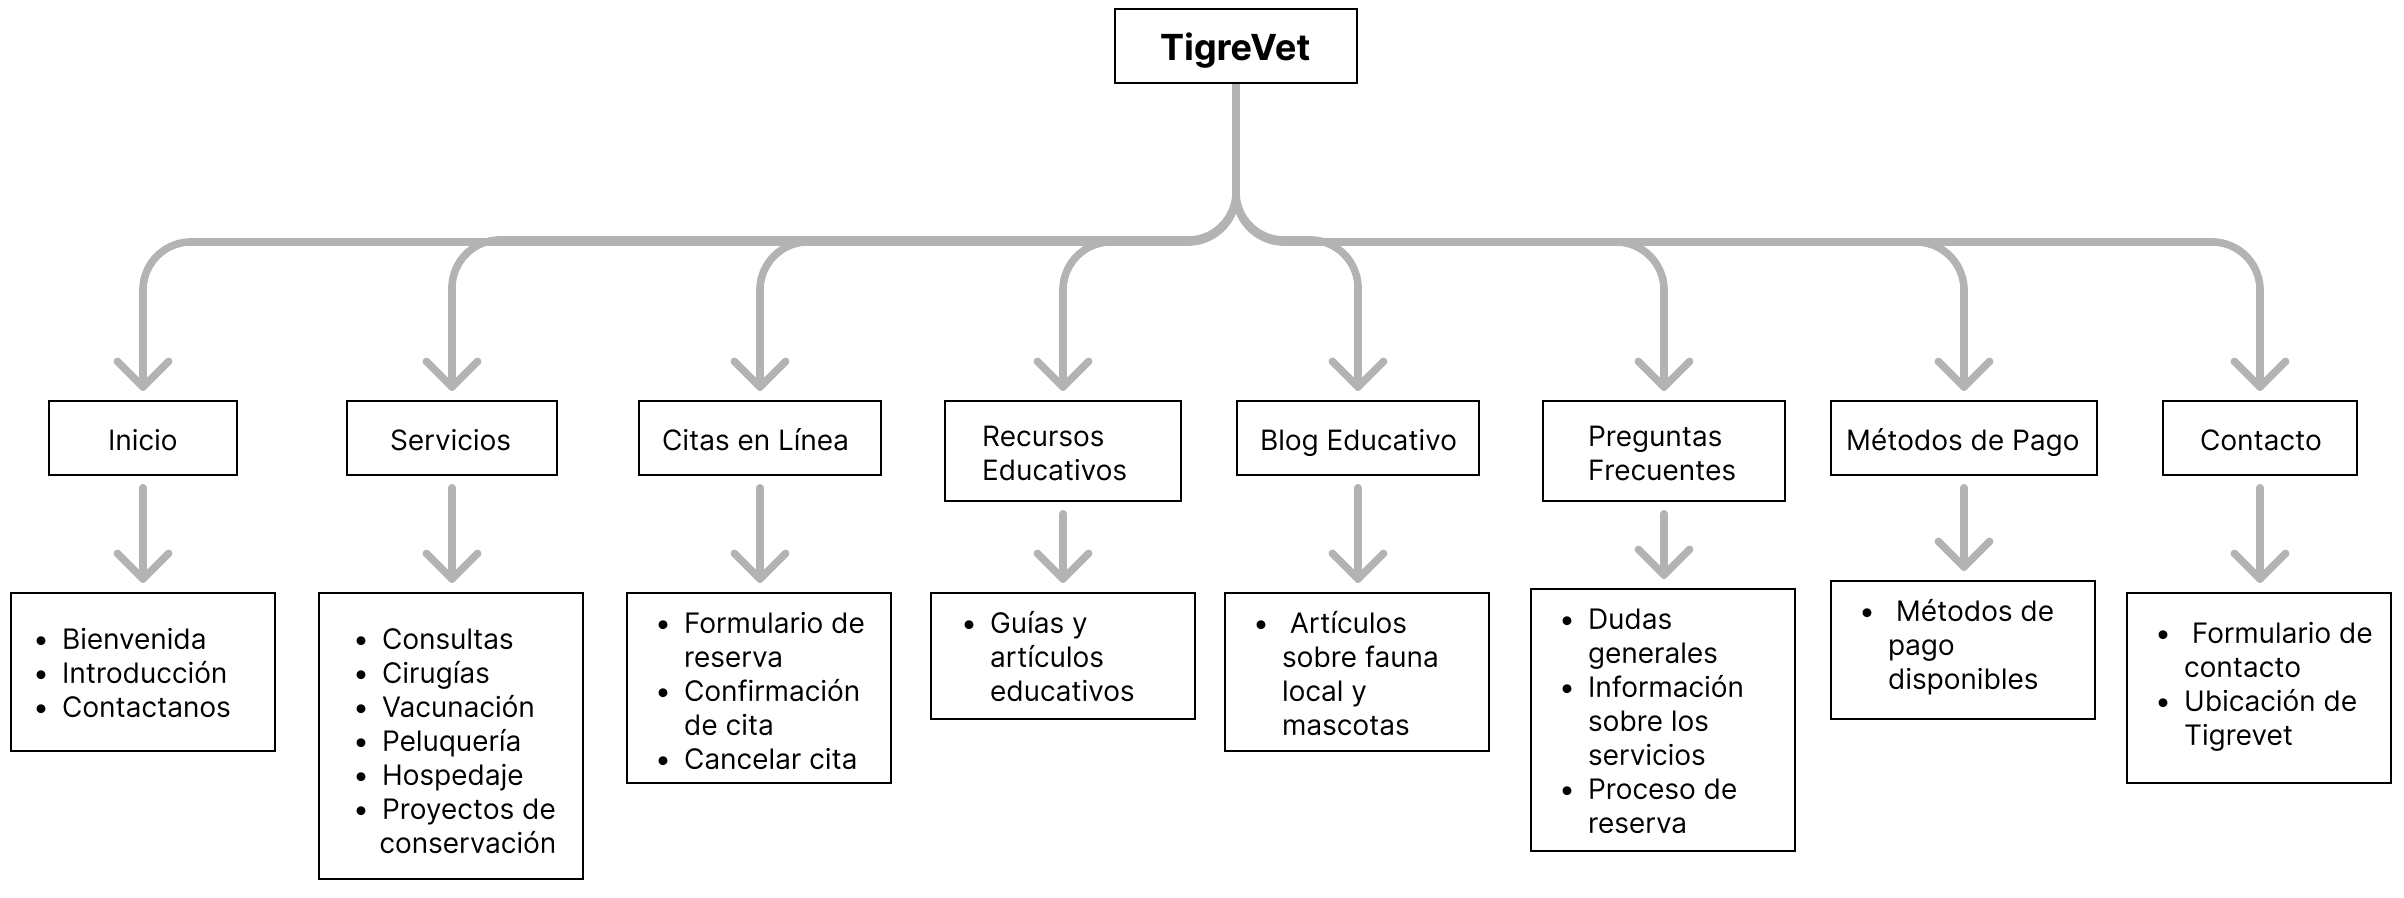 TigreVet
Inicio
Servicios
Citas en Línea
Recursos
Educativos
Blog Educativo
Preguntas
Frecuentes
Métodos de Pago
Contacto
• Bienvenida
• Introducción
• Contactanos
• Consultas
• Cirugías
• Vacunación
• Peluquería
• Hospedaje
• Proyectos de
conservación
• Formulario de
reserva
• Confirmación
de cita
• Cancelar cita
• Guías y
artículos
educativos
• Artículos
sobre fauna
local y
mascotas
• Dudas
generales
• Información
sobre los
servicios
• Proceso de
reserva
• Métodos de
pago
disponibles
• Formulario de
contacto
• Ubicación de
Tigrevet